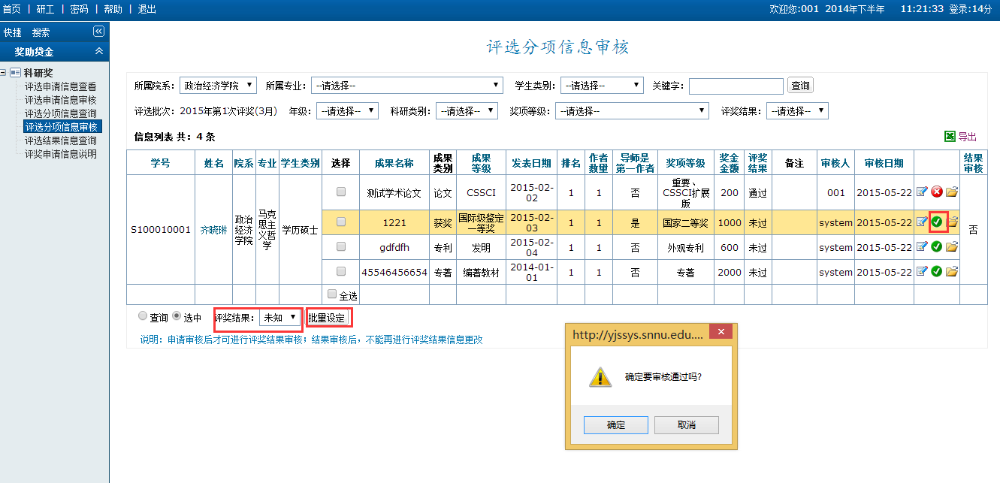 首页 | 研工 | 密码 | 帮助 | 退出
欢迎您:001 2014年下半年 11:21:33 登录:14分
快捷 搜索
奖助贷金
科研奖
评选申请信息查看
评选申请信息审核
评选分项信息查询
评选分项信息审核
评选结果信息查询
评奖申请信息说明
评选分项信息审核
所属院系： 政治经济学院 所属专业： --请选择-- 学生类别： --请选择-- 关键字： 查询
评选批次： 2015年第1次评奖(3月) 年级： --请选择-- 科研类别： --请选择-- 奖项等级： --请选择-- 评奖结果： --请选择--
信息列表 共：4 条
导出
学号 姓名 院系 专业 学生类别 选择 成果名称 成果类别 成果等级 发表日期 排名 作者数量 导师是第一作者 奖项等级 奖金金额 评奖结果 备注 审核人 审核日期 结果审核
S100010001 齐晓琳 政治经济学院 马克思主义哲学 学历硕士
测试学术论文 论文 CSSCI 2015-02-02 1 1 否 重要、CSSCI扩展版 200 通过 001 2015-05-22
1221 获奖 国际级鉴定一等奖 2015-02-03 1 1 是 国家二等奖 1000 未过 system 2015-05-22
否
gdfdfh 专利 发明 2015-02-04 1 1 否 外观专利 600 未过 system 2015-05-22
45546456654 专著 编著教材 2014-01-01 1 1 否 专著 2000 未过 system 2015-05-22
全选
查询 选中 评奖结果： 未知 批量设定
说明：申请审核后才可进行评奖结果审核；结果审核后，不能再进行评奖结果信息更改
http://yjssys.snnu.edu....
确定要审核通过吗?
确定 取消